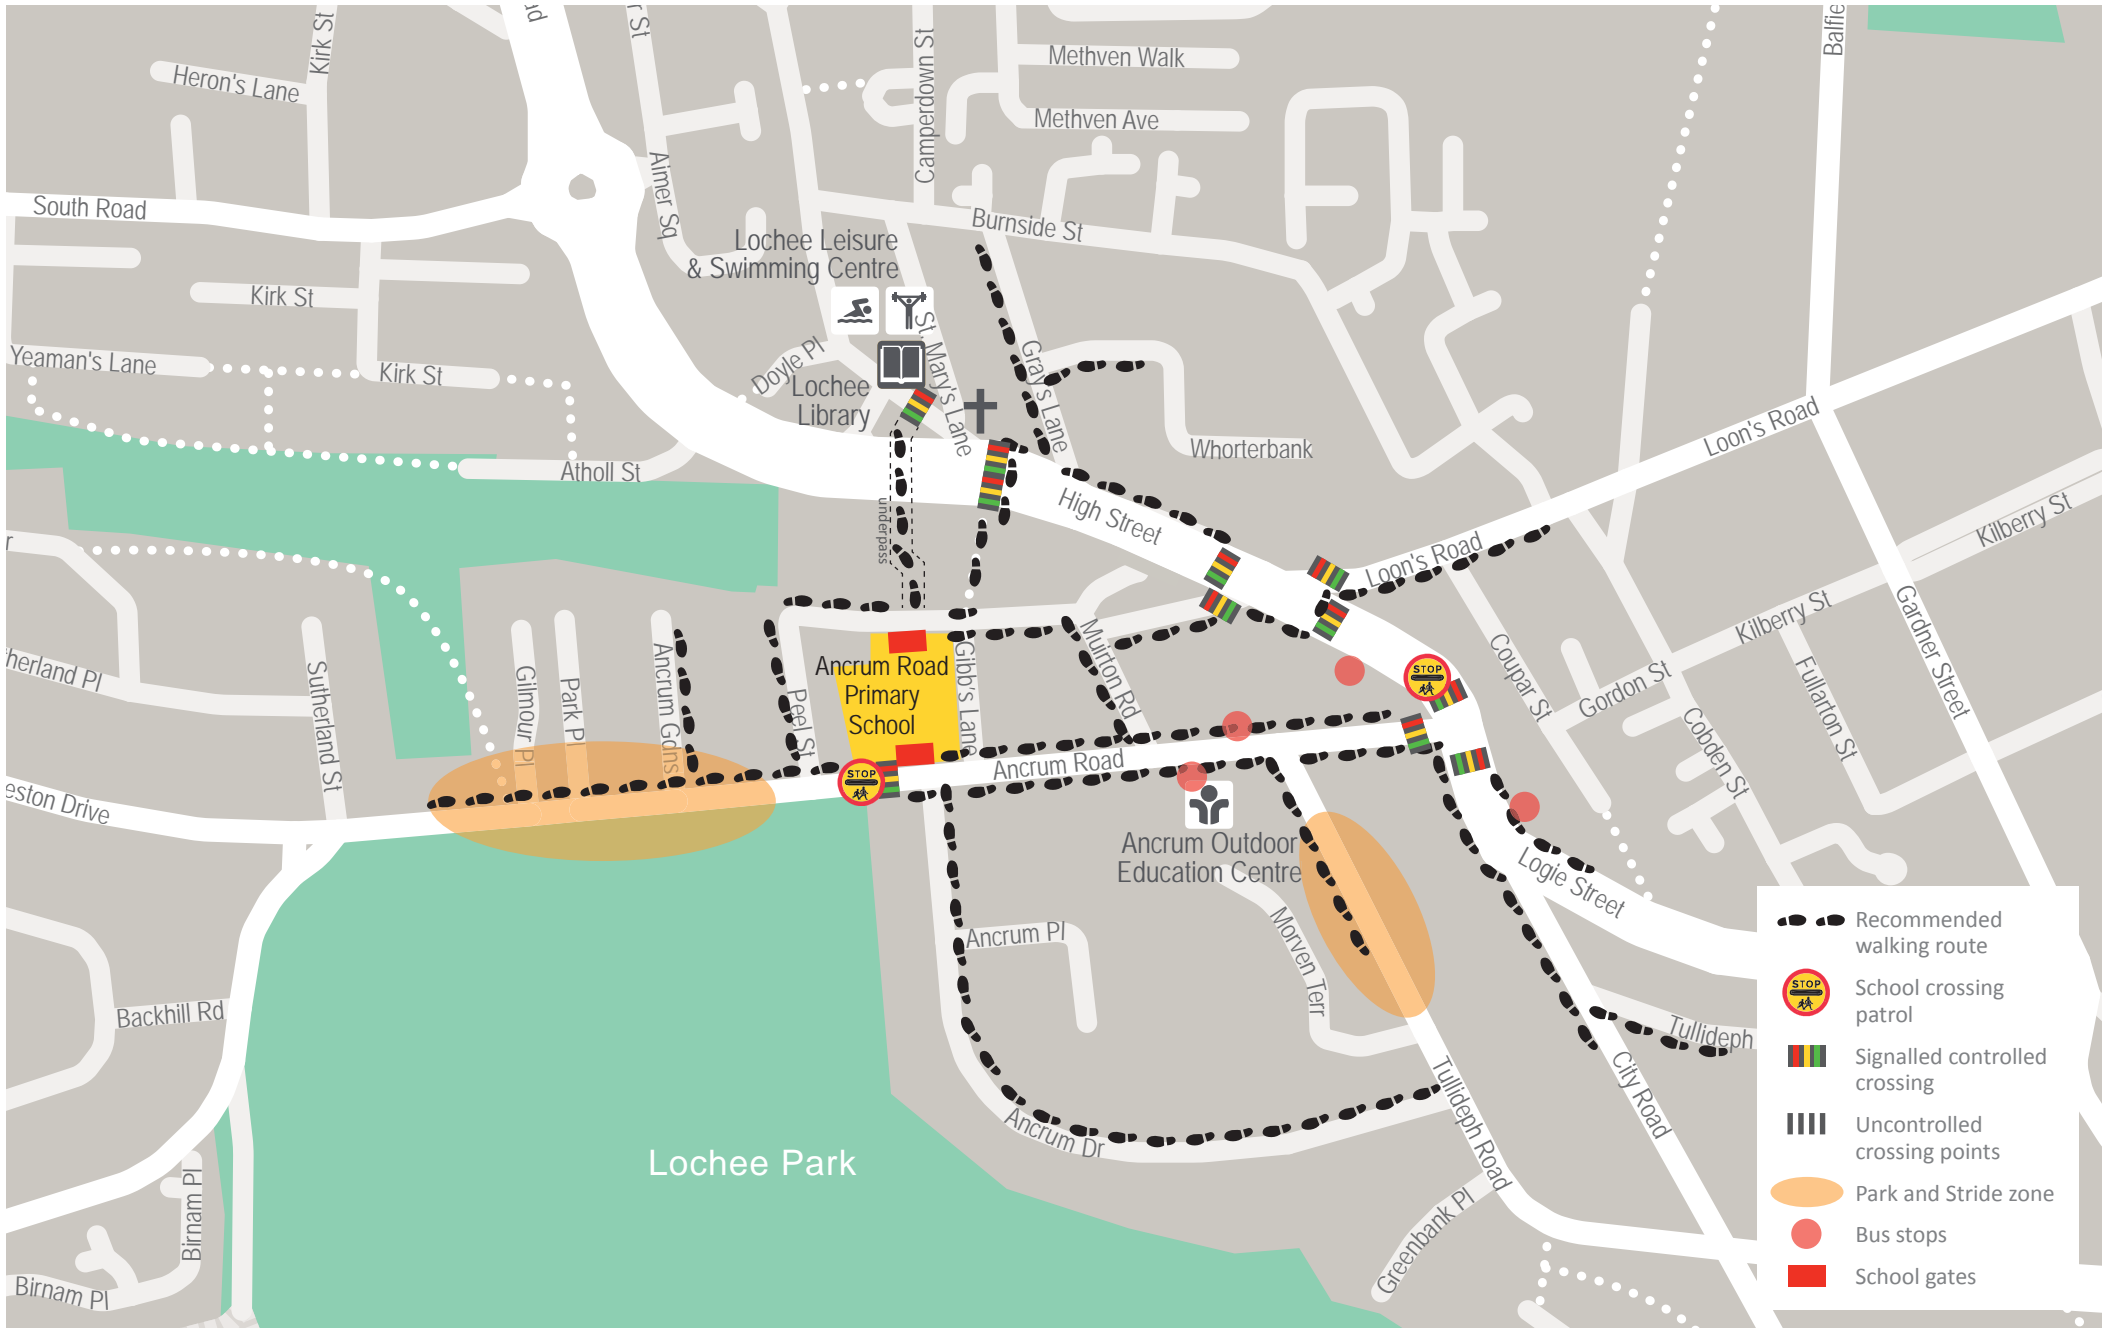 Kirk St
Heron's Lane
South Road
Kirk St
Yeaman's Lane
Kirk St
Atholl St
Aimer Sq
Camperdown St
Methven Walk
Methven Ave
Burnside St
Lochee Leisure
& Swimming Centre
St. Mary's Lane
Gray's Lane
Doyle Pl
Lochee
Library
Whorterbank
High Street
underpass
Loon's Road
Loon's Road
Kilberry St
Kilberry St
Gardner Street
Gordon St
Coupar St
Cobden St
Fullarton St
Sutherland St
Gilmour Pl
Park Pl
Ancrum Gdns
Peel St
Ancrum Road
Primary
School
Gibb's Lane
Muirton Rd
STOP
STOP
Ancrum Road
Ancrum Outdoor
Education Centre
Logie Street
Ancrum Pl
Morven Terr
Backhill Rd
Lochee Park
Ancrum Dr
Tullideph Road
City Road
Tullideph
Greenbank Pl
Birnam Pl
Birnam Pl
Recommended
walking route
STOP
School crossing
patrol
Signalled controlled
crossing
Uncontrolled
crossing points
Park and Stride zone
Bus stops
School gates